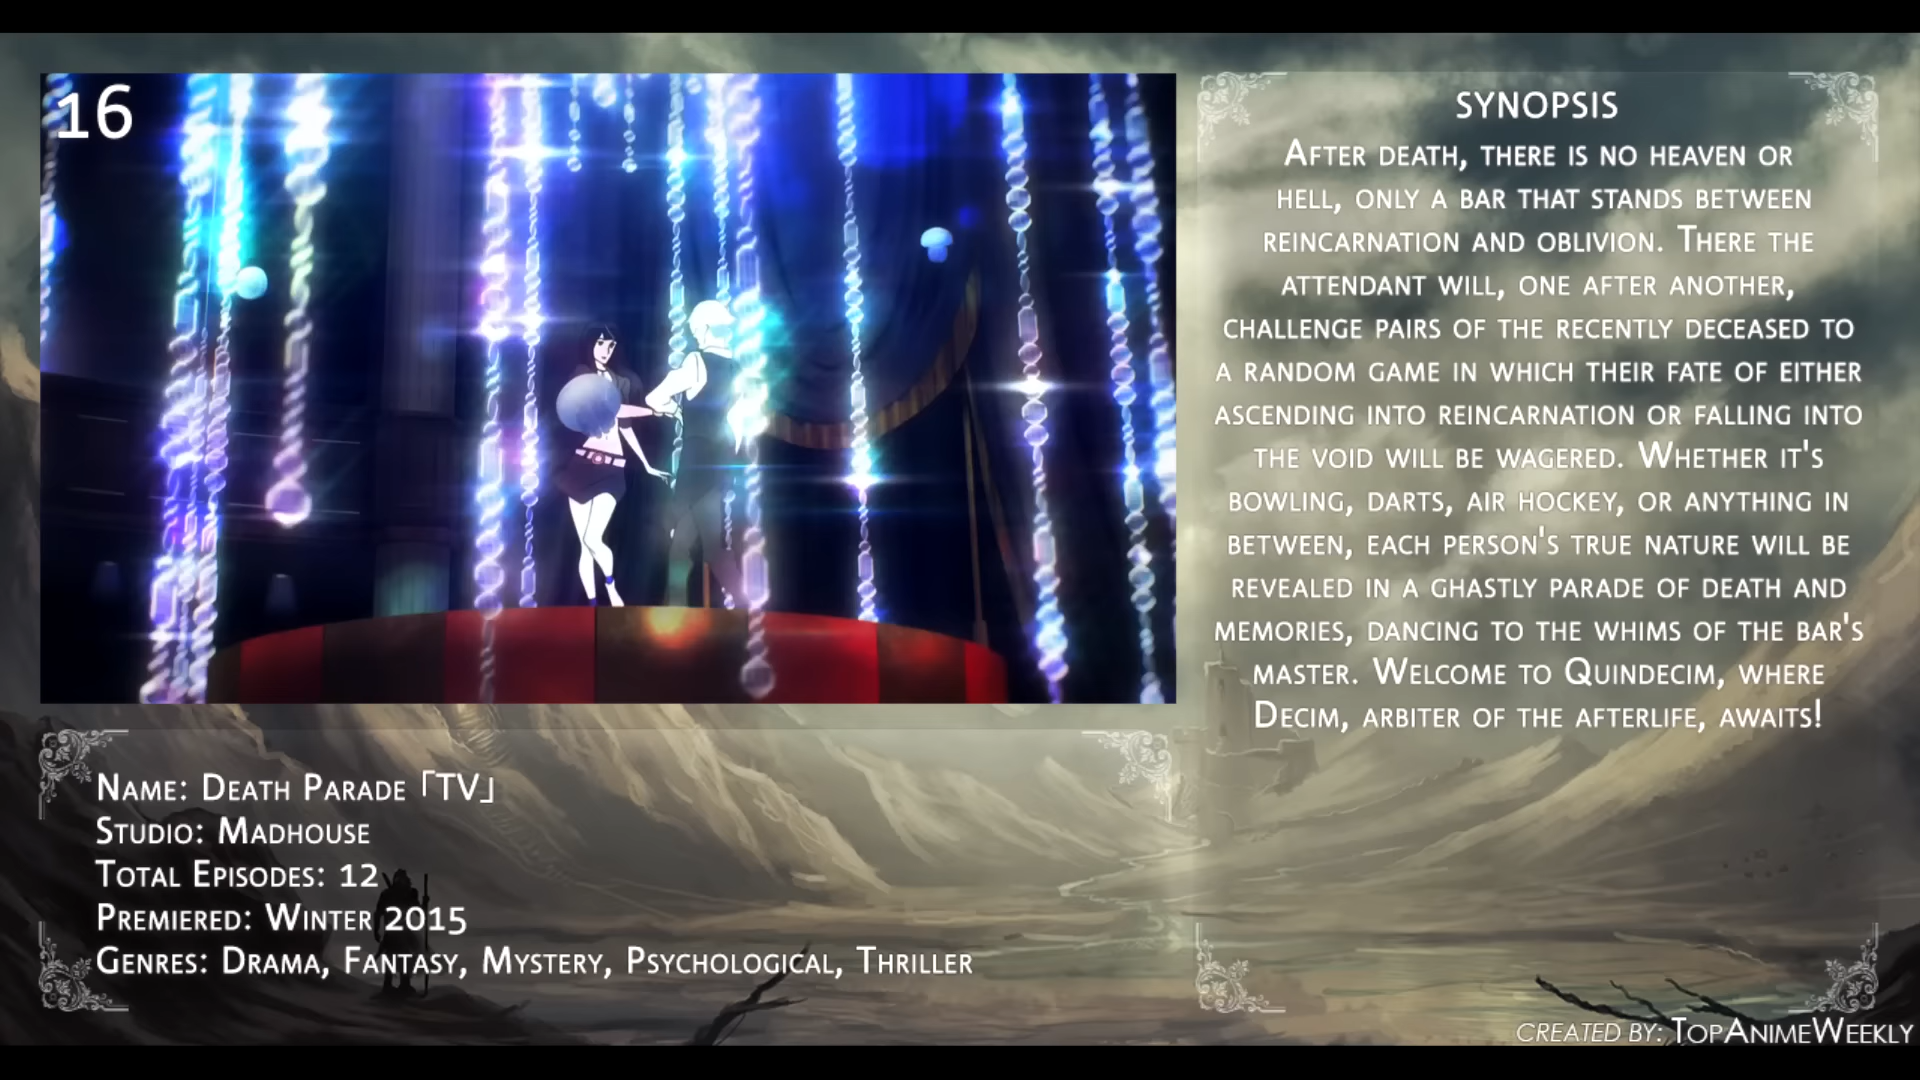 16
SYNOPSIS
After death, there is no heaven or
hell, only a bar that stands between
reincarnation and oblivion. There the
attendant will, one after another,
challenge pairs of the recently deceased to
a random game in which their fate of either
ascending into reincarnation or falling into
the void will be wagered. Whether it's
bowling, darts, air hockey, or anything in
between, each person's true nature will be
revealed in a ghastly parade of death and
memories, dancing to the whims of the bar's
master. Welcome to Quindecim, where
Decim, arbiter of the afterlife, awaits!
Name: Death Parade「TV」
Studio: Madhouse
Total Episodes: 12
Premiered: Winter 2015
Genres: Drama, Fantasy, Mystery, Psychological, Thriller
CREATED BY: TopAnimeWeekly